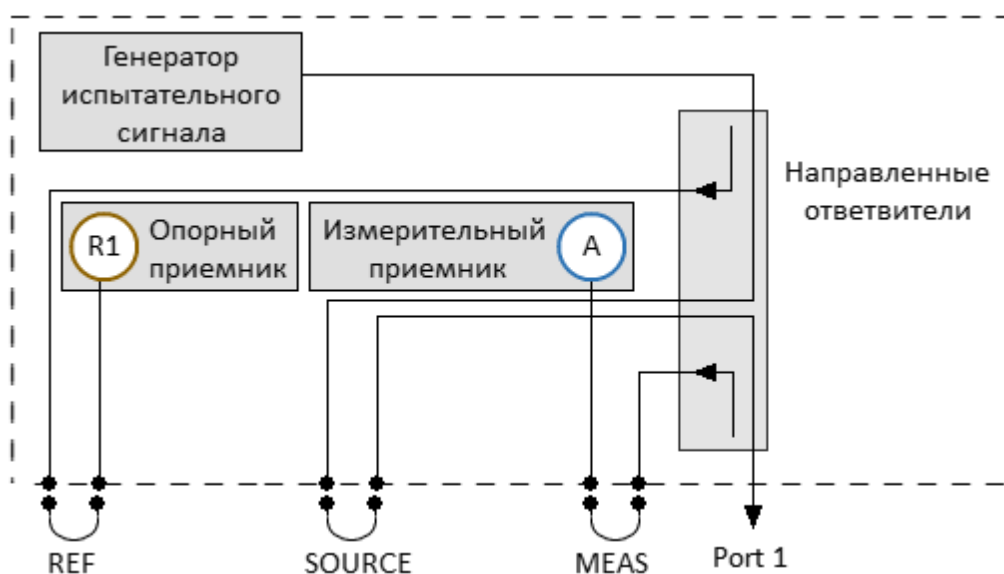 Генератор
испытательного
сигнала
Направленные
ответвители
R1
Опорный
приемник
Измерительный
приемник
A
REF
SOURCE
MEAS
Port 1